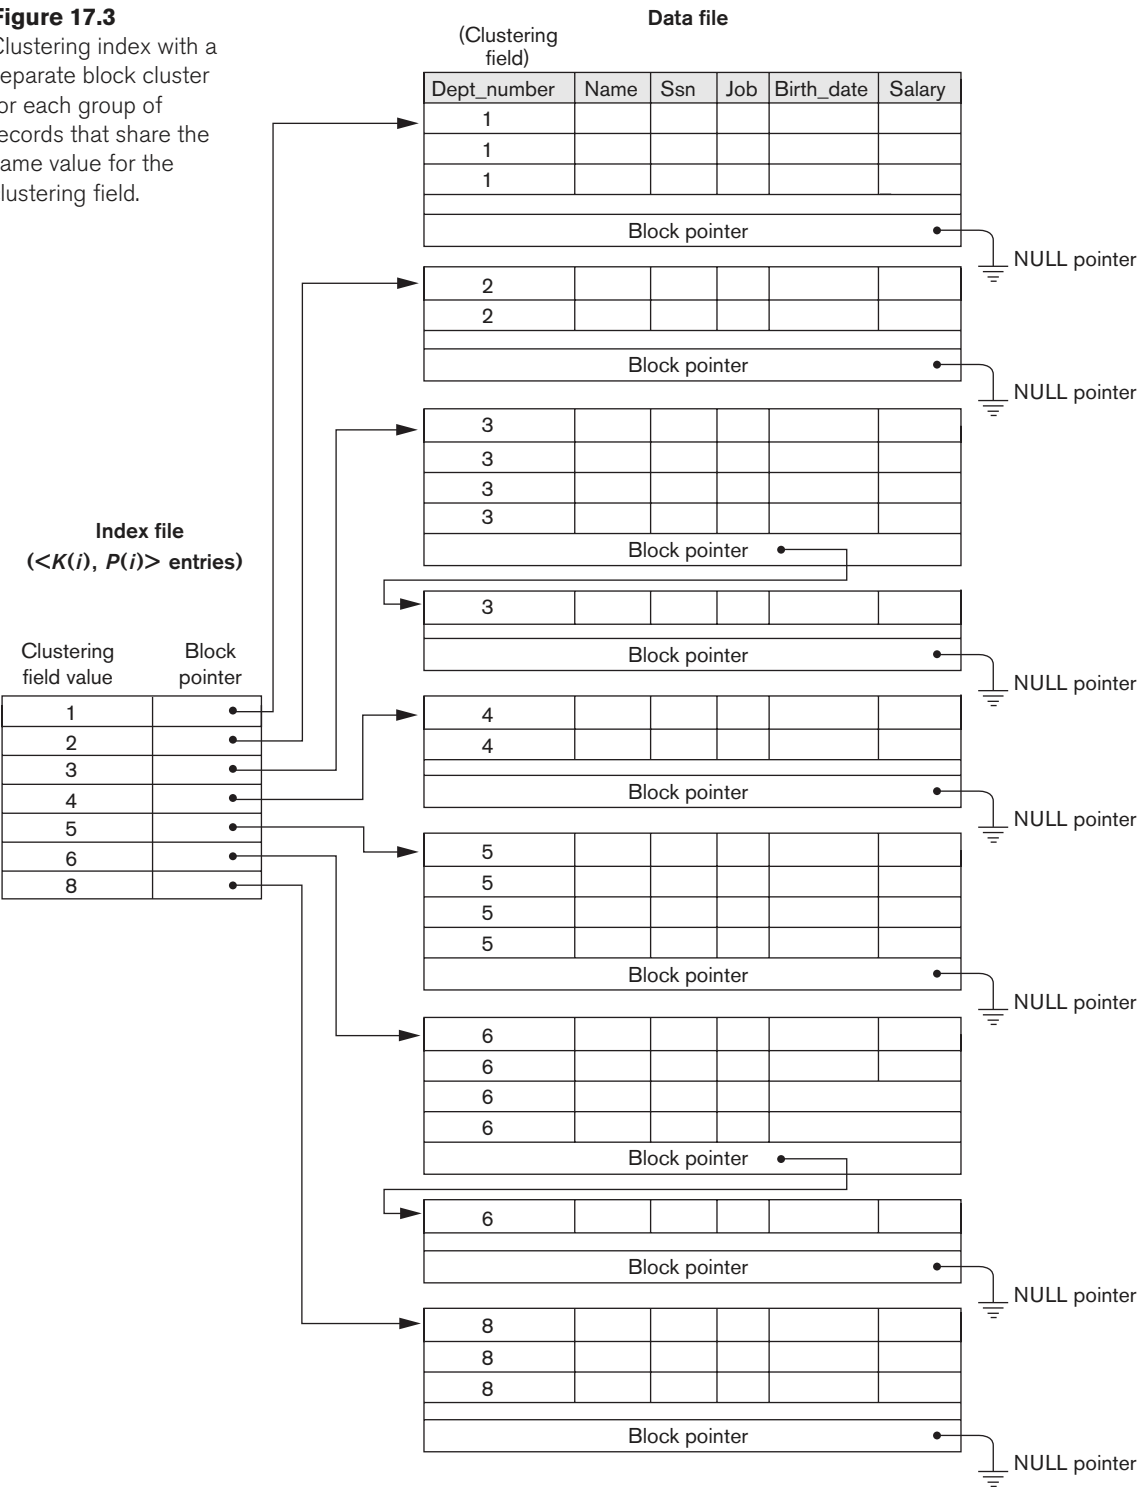 Figure 17.3
Clustering index with a
separate block cluster
for each group of
records that share the
same value for the
clustering field.
Data file
(Clustering
field)
Dept_number Name Ssn Job Birth_date Salary
1
1
1
Block pointer
NULL pointer
2
2
Block pointer
NULL pointer
3
3
3
3
Block pointer
3
Block pointer
NULL pointer
Index file
(<K(i), P(i)> entries)
Clustering field value
Block pointer
1
2
3
4
5
6
8
4
4
Block pointer
NULL pointer
5
5
5
5
Block pointer
NULL pointer
6
6
6
6
Block pointer
6
Block pointer
NULL pointer
8
8
8
Block pointer
NULL pointer